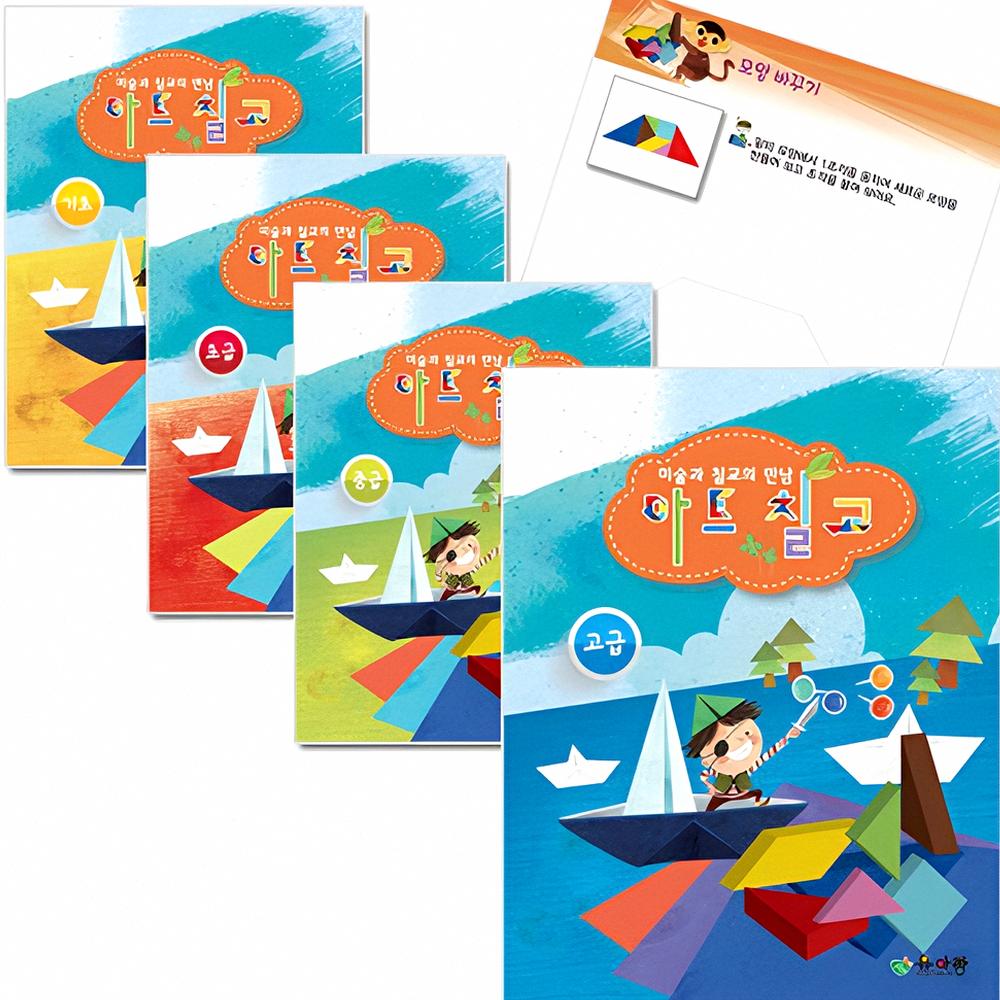 미술과 칠교의 만남
아트 칠교
기초
미술과 칠교의 만남
아트 칠교
초급
미술과 칠교의 만남
아트 칠
중급
미술과 칠교의 만남
아트 칠교
고급
모양 바꾸기
유아짱